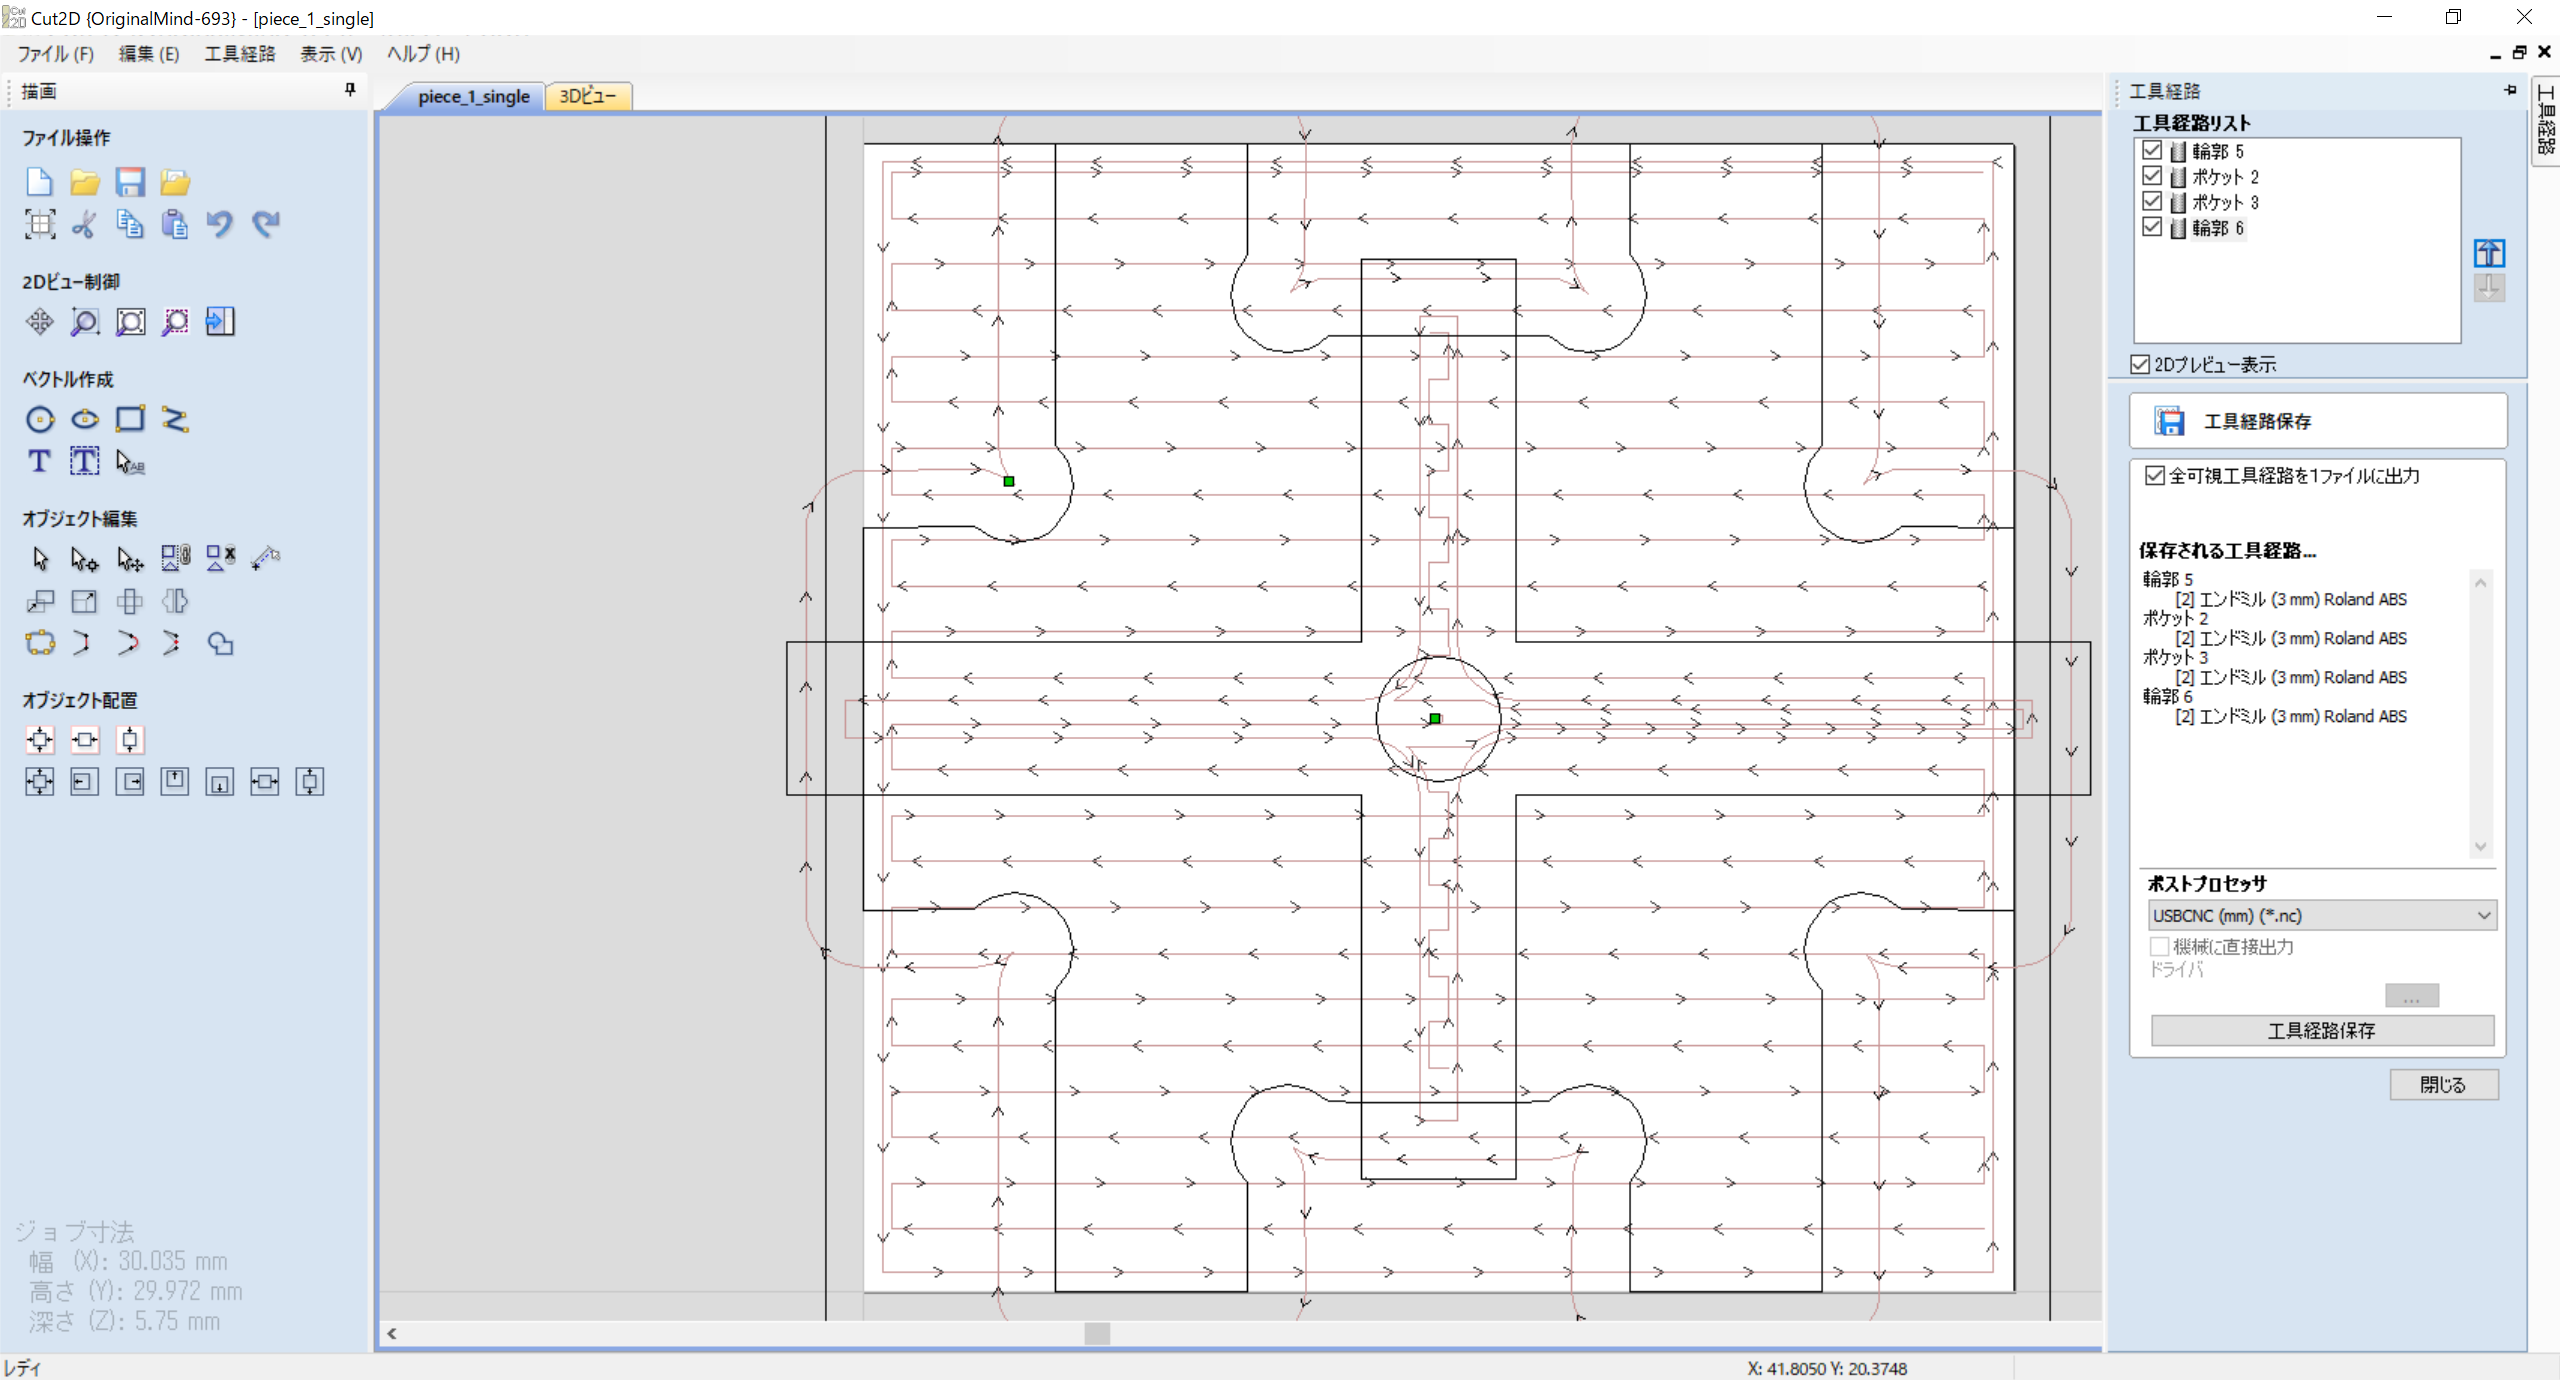 Cut2D {OriginalMind-693} - [piece_1_single]
ファイル (F) 編集 (E) 工具経路 表示 (V) ヘルプ (H)
描画
ファイル操作
2Dビュー制御
ベクトル作成
オブジェクト編集
オブジェクト配置
ジョブ寸法
幅 (X): 30.035 mm
高さ (Y): 29.972 mm
深さ (Z): 5.75 mm
piece_1_single 3Dビュー
工具経路
工具経路リスト
輪郭 5
ポケット 2
ポケット 3
輪郭 6
2Dプレビュー表示
工具経路保存
全可視工具経路を1ファイルに出力
保存される工具経路...
輪郭 5
[2] エンドミル (3 mm) Roland ABS
ポケット 2
[2] エンドミル (3 mm) Roland ABS
ポケット 3
[2] エンドミル (3 mm) Roland ABS
輪郭 6
[2] エンドミル (3 mm) Roland ABS
ポストプロセッサ
USBCNC (mm) (*.nc)
機械に直接出力
ドライバ
...
工具経路保存
閉じる
工具経路
レディ
X: 41.8050 Y: 20.3748